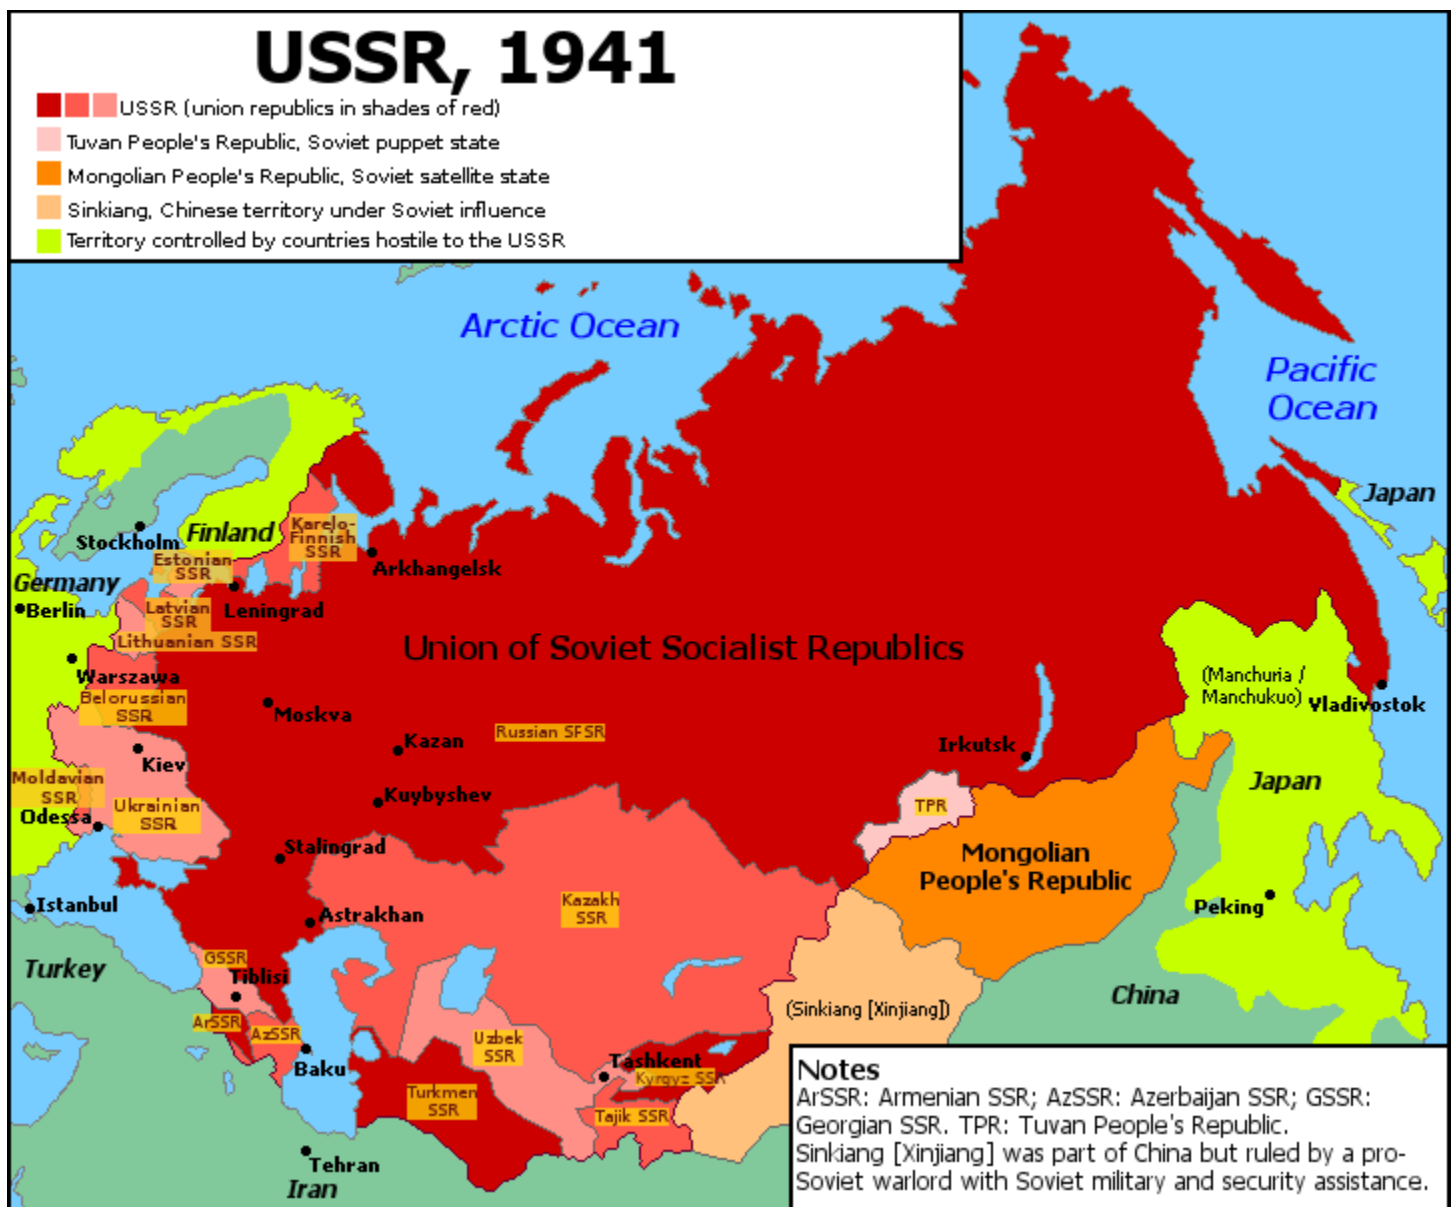 USSR, 1941
USSR (union republics in shades of red)
Tuvan People's Republic, Soviet puppet state
Mongolian People's Republic, Soviet satellite state
Sinkiang, Chinese territory under Soviet influence
Territory controlled by countries hostile to the USSR
Arctic Ocean
Pacific
Ocean
Japan
Finland
Stockholm
Karelo-
Finnish
SSR
Estonian-
SSR
Arkhangelsk
Germany
Berlin
Latvian
SSR
Leningrad
Lithuanian SSR
Union of Soviet Socialist Republics
Warszawa
Belorussian
SSR
Moskva
(Manchuria /
Manchukuo)
Vladivostok
Kazan
Russian SFSR
Irkutsk
Kiev
Moldavian
SSR
Kuybyshev
Japan
Ukrainian
SSR
TPR
Odessa
Stalingrad
Mongolian
People's Republic
Istanbul
Astrakhan
Kazakh
SSR
Peking
Turkey
GSSR
Tiblisi
China
(Sinkiang [Xinjiang])
ArSSR
AzSSR
Uzbek
SSR
Baku
Tashkent
Kyrgyz SSR
Turkmen
SSR
Tajik SSR
Tehran
Iran
Notes
ArSSR: Armenian SSR; AzSSR: Azerbaijan SSR; GSSR:
Georgian SSR. TPR: Tuvan People's Republic.
Sinkiang [Xinjiang] was part of China but ruled by a pro-
Soviet warlord with Soviet military and security assistance.